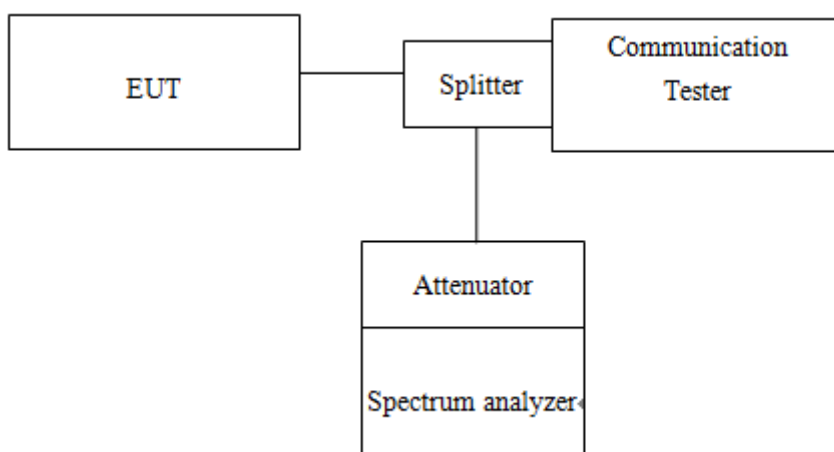 EUT
Splitter
Communication
Tester
Attenuator
Spectrum analyzer